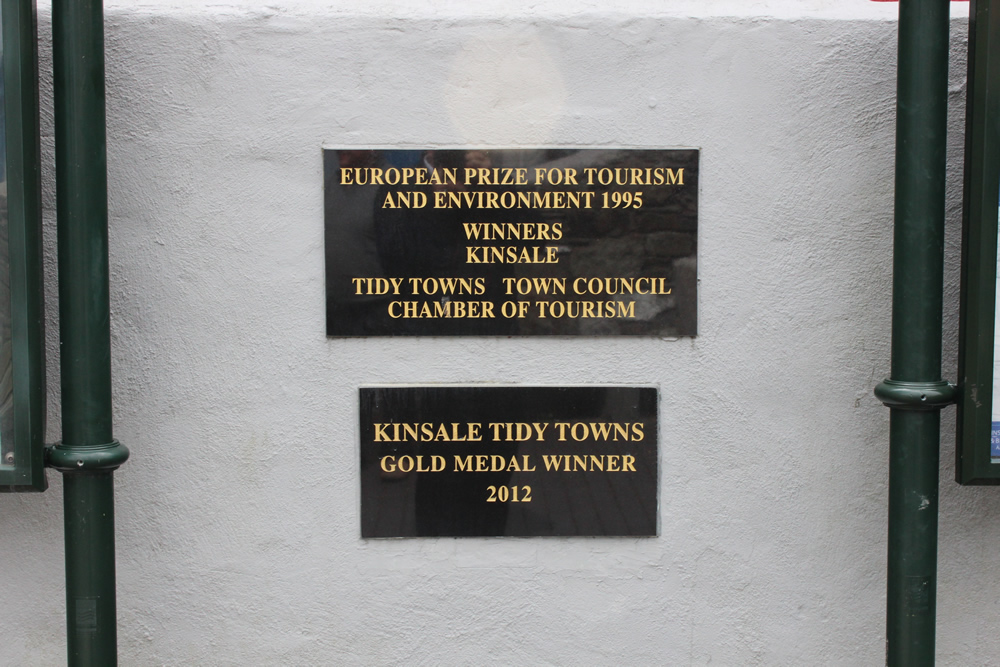 EUROPEAN PRIZE FOR TOURISM
AND ENVIRONMENT 1995
WINNERS
KINSALE
TIDY TOWNS TOWN COUNCIL
CHAMBER OF TOURISM
KINSALE TIDY TOWNS
GOLD MEDAL WINNER
2012